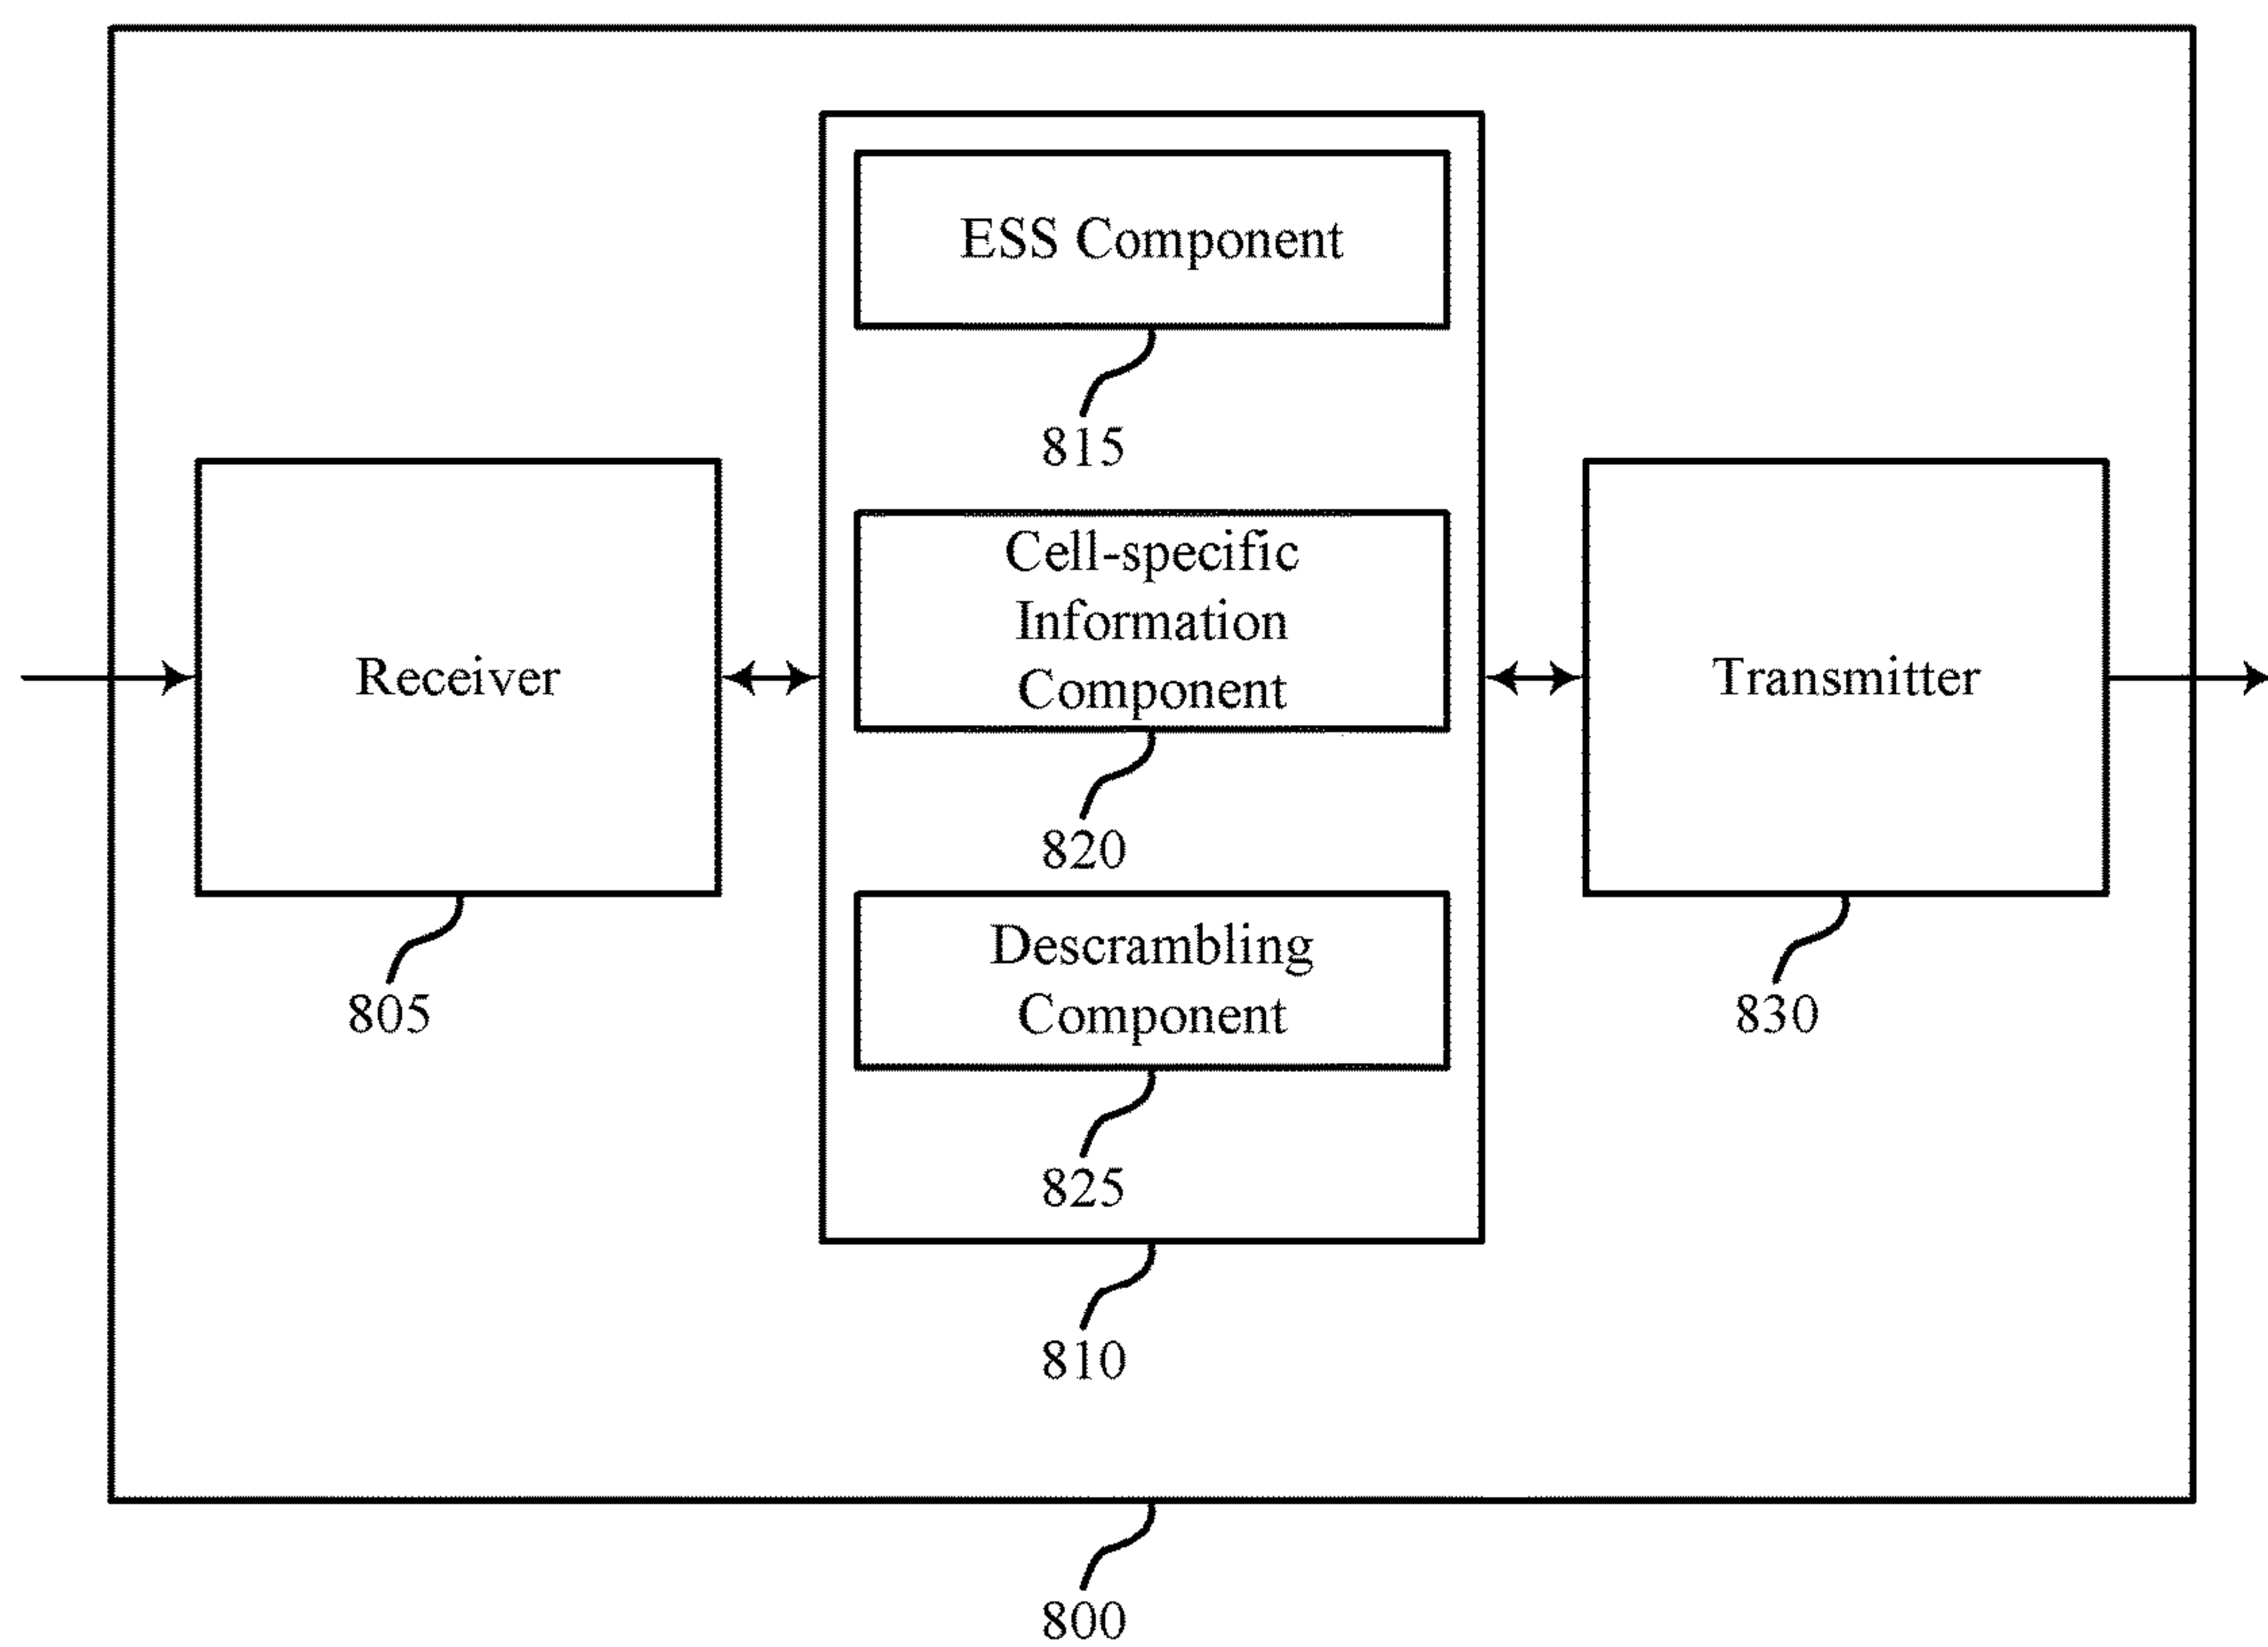 ESS Component
815
Cell-specific
Information
Component
820
Receiver
805
Transmitter
830
Descrambling
Component
825
810
800